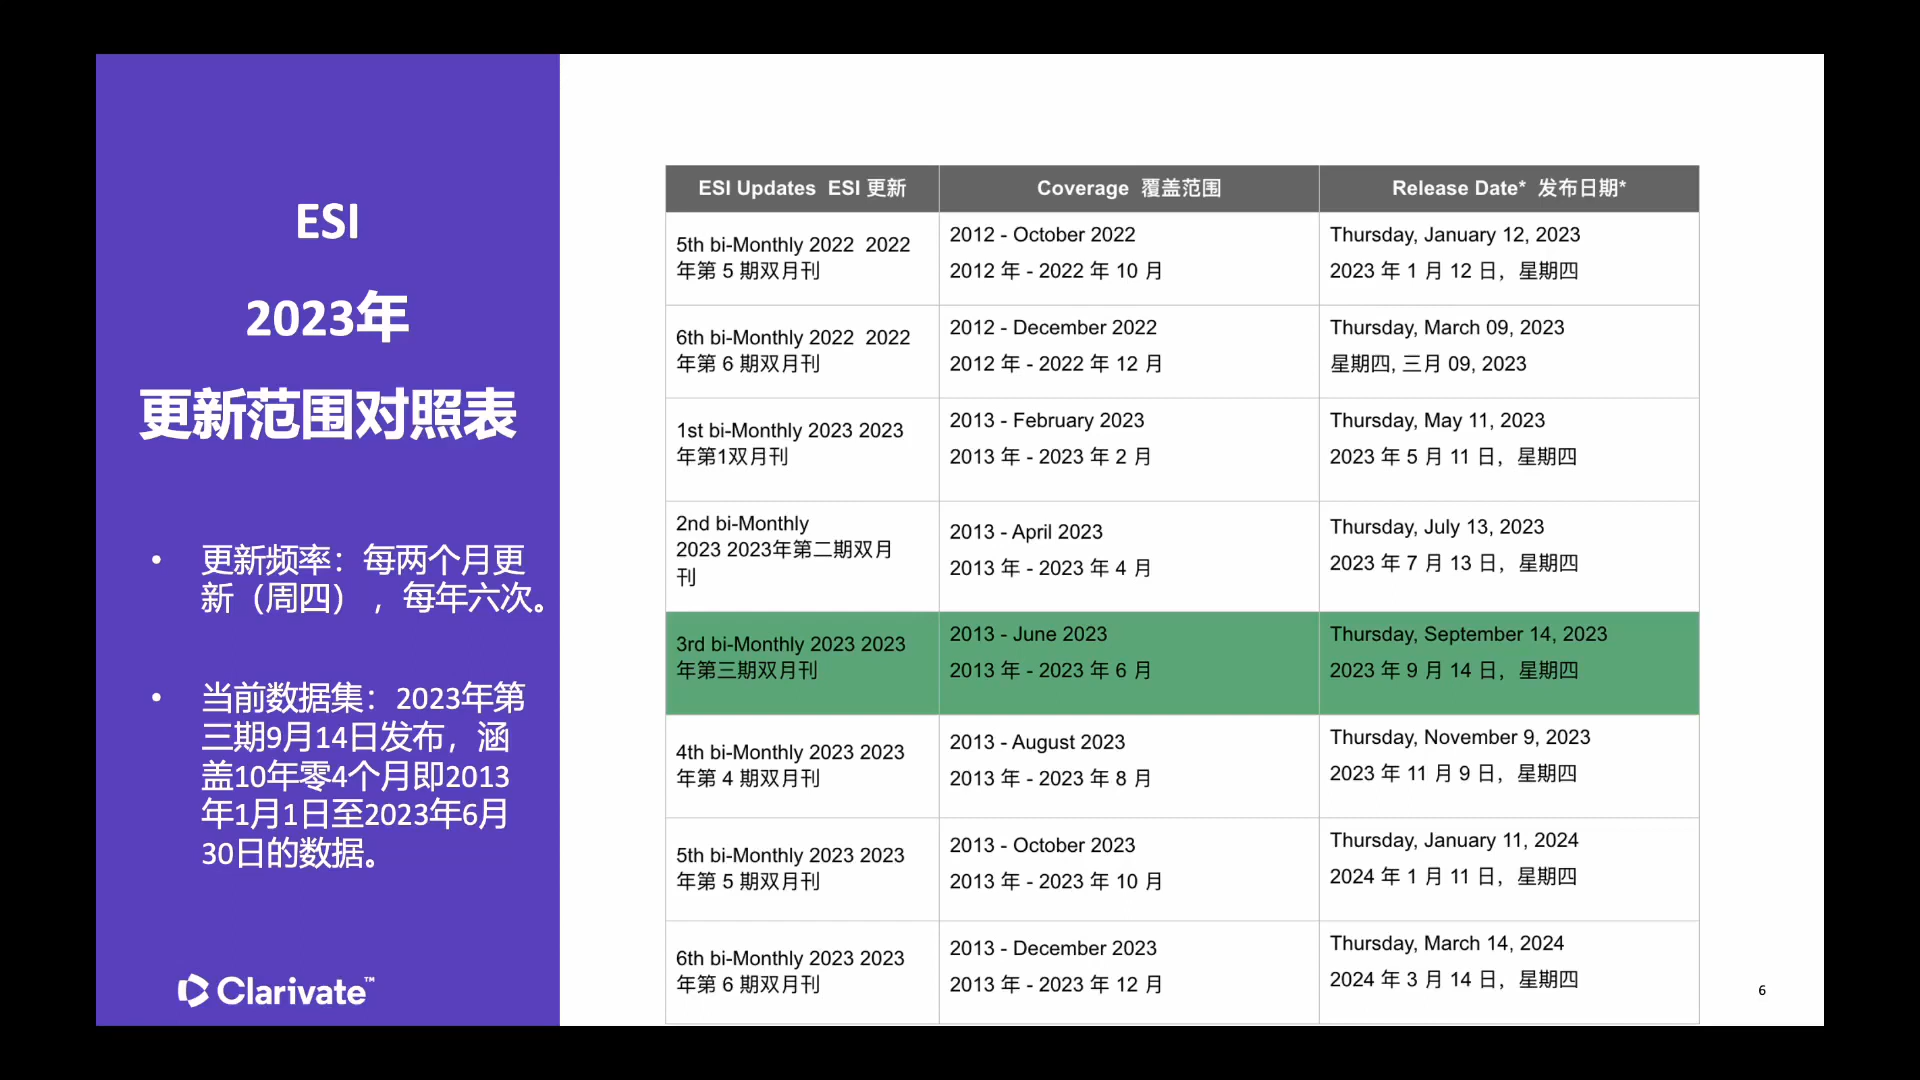 ESI
2023年
更新范围对照表
• 更新频率：每两个月更
新（周四），每年六次。
• 当前数据集：2023年第
三期9月14日发布，涵
盖10年零4个月即2013
年1月1日至2023年6月
30日的数据。
Clarivate™
ESI Updates ESI 更新
Coverage 覆盖范围
Release Date* 发布日期*
5th bi-Monthly 2022 2022
年第 5 期双月刊
2012 - October 2022
2012 年 - 2022 年 10 月
Thursday, January 12, 2023
2023 年 1 月 12 日，星期四
6th bi-Monthly 2022 2022
年第 6 期双月刊
2012 - December 2022
2012 年 - 2022 年 12 月
Thursday, March 09, 2023
星期四, 三月 09, 2023
1st bi-Monthly 2023 2023
年第1双月刊
2013 - February 2023
2013 年 - 2023 年 2 月
Thursday, May 11, 2023
2023 年 5 月 11 日，星期四
2nd bi-Monthly
2023 2023年第二期双月
刊
2013 - April 2023
2013 年 - 2023 年 4 月
Thursday, July 13, 2023
2023 年 7 月 13 日，星期四
3rd bi-Monthly 2023 2023
年第三期双月刊
2013 - June 2023
2013 年 - 2023 年 6 月
Thursday, September 14, 2023
2023 年 9 月 14 日，星期四
4th bi-Monthly 2023 2023
年第 4 期双月刊
2013 - August 2023
2013 年 - 2023 年 8 月
Thursday, November 9, 2023
2023 年 11 月 9 日，星期四
5th bi-Monthly 2023 2023
年第 5 期双月刊
2013 - October 2023
2013 年 - 2023 年 10 月
Thursday, January 11, 2024
2024 年 1 月 11 日，星期四
6th bi-Monthly 2023 2023
年第 6 期双月刊
2013 - December 2023
2013 年 - 2023 年 12 月
Thursday, March 14, 2024
2024 年 3 月 14 日，星期四
6